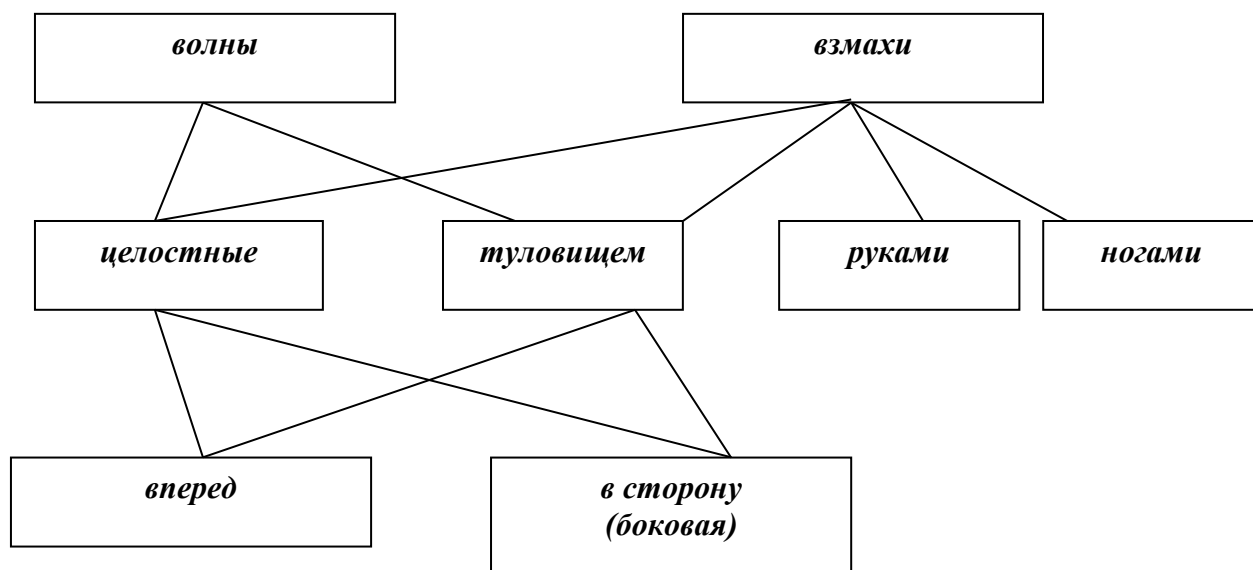 волны
взмахи
целостные
туловищем
руками
ногами
вперед
в сторону
(боковая)